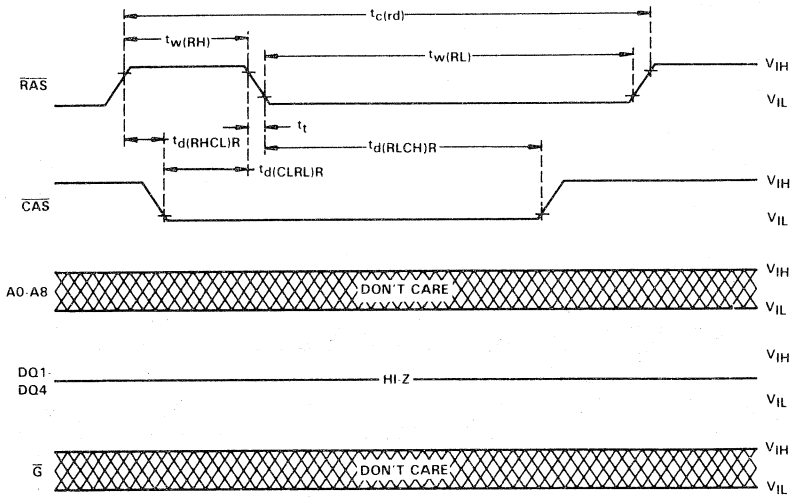 tc(rd)
tw(RH)
tw(RL)
RAS
VIH
VIL
td(RHCL)R
tt
td(RLCH)R
td(CLRL)R
CAS
VIH
VIL
A0-A8
DON'T CARE
VIH
VIL
DQ1-
DQ4
HI-Z
VIH
VIL
G
DON'T CARE
VIH
VIL